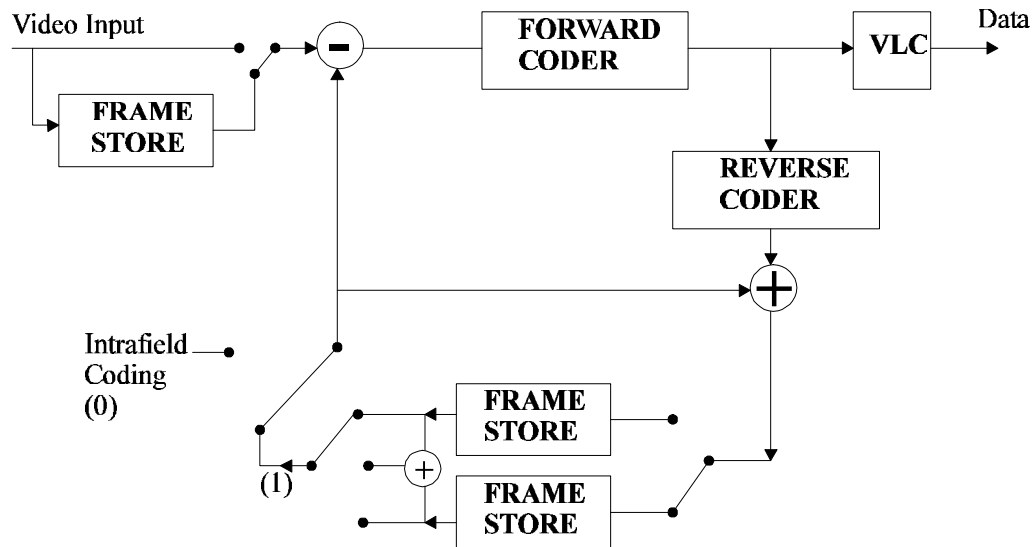 Video Input
FORWARD
CODER
VLC
Data
FRAME
STORE
REVERSE
CODER
Intrafield
Coding
(0)
(1)
FRAME
STORE
FRAME
STORE